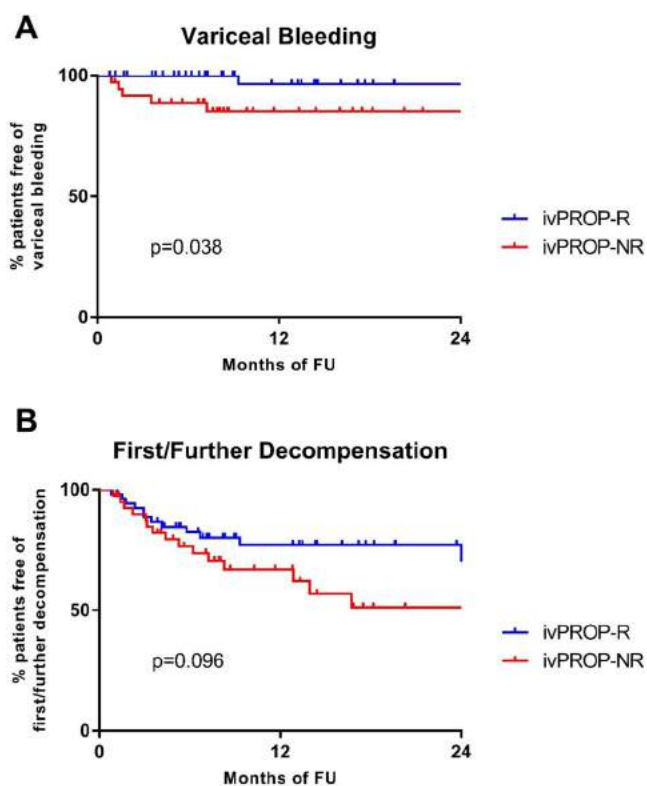 A
Variceal Bleeding
% patients free of
variceal bleeding
100
50
0
p=0.038
ivPROP-R
ivPROP-NR
0
12
24
Months of FU
B
First/Further Decompensation
% patients free of
first/further decompensation
100
50
0
p=0.096
ivPROP-R
ivPROP-NR
0
12
24
Months of FU